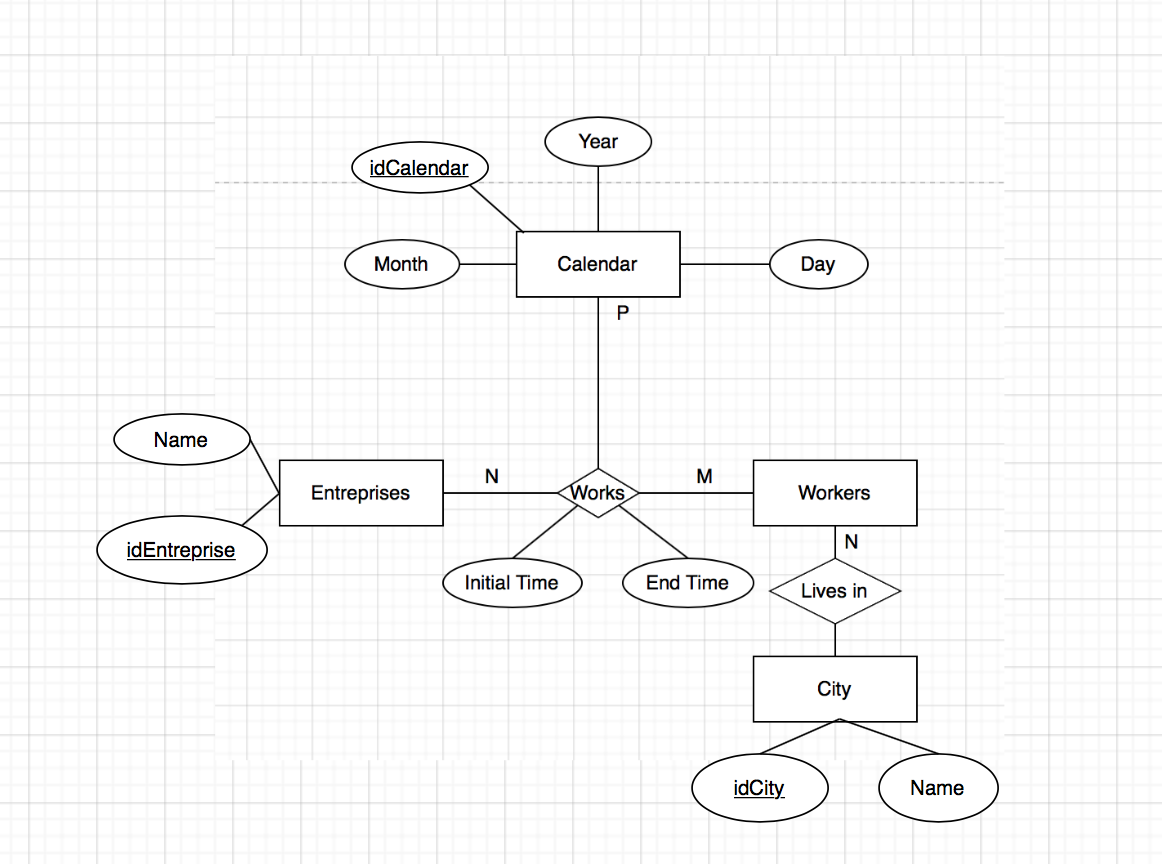 Year
idCalendar
Month
Calendar
Day
P
Name
Entreprises
N
Works
M
Workers
idEntreprise
Initial Time
End Time
N
Lives in
City
idCity
Name